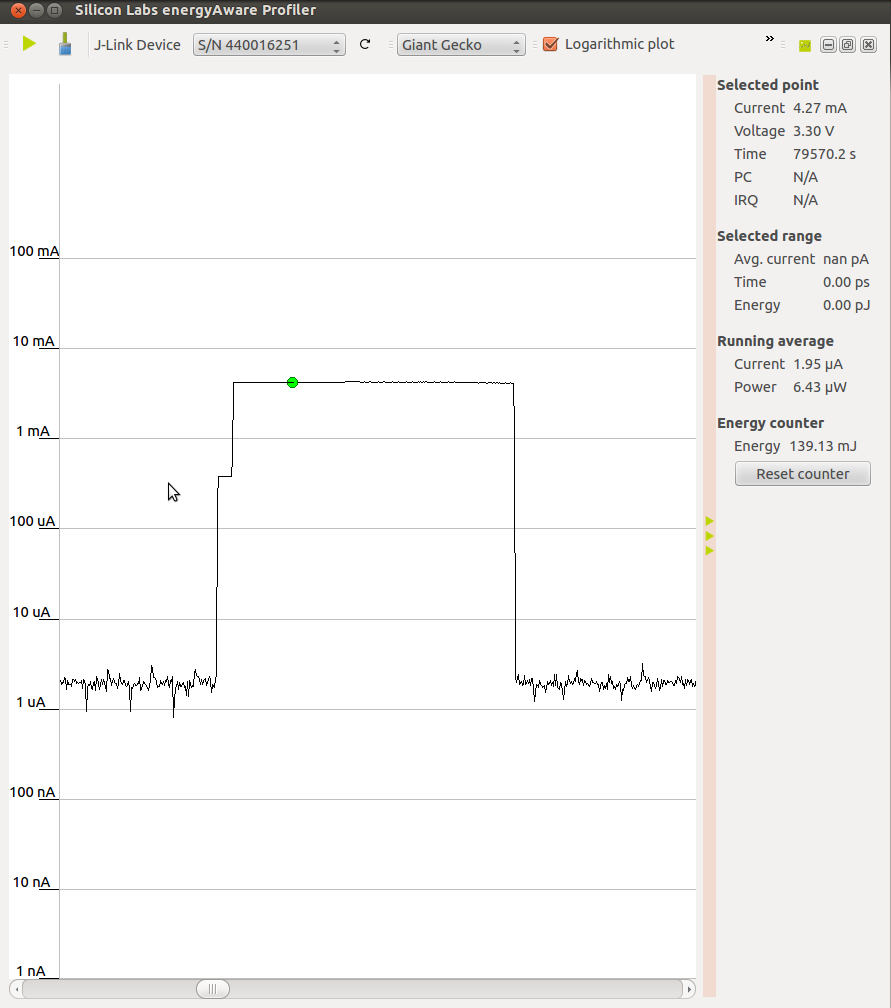 Silicon Labs energyAware Profiler
J-Link Device S/N 440016251 Giant Gecko Logarithmic plot »
100 mA
10 mA
1 mA
100 uA
10 uA
1 uA
100 nA
10 nA
1 nA
Selected point
Current 4.27 mA
Voltage 3.30 V
Time 79570.2 s
PC N/A
IRQ N/A
Selected range
Avg. current nan pA
Time 0.00 ps
Energy 0.00 pJ
Running average
Current 1.95 µA
Power 6.43 µW
Energy counter
Energy 139.13 mJ
Reset counter